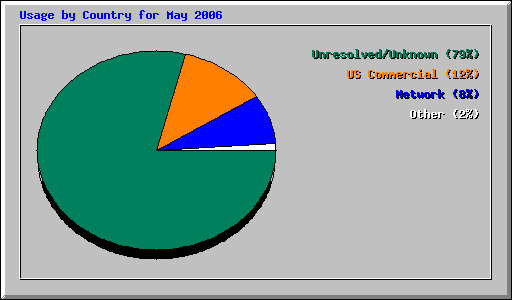 Usage by Country for May 2006
Unresolved/Unknown (79%)
US Commercial (12%)
Network (8%)
Other (2%)